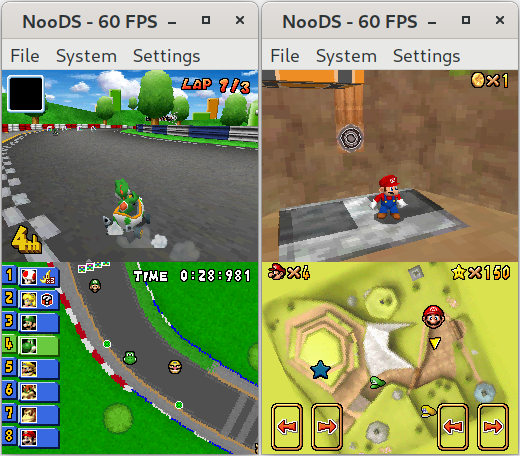 NooDS - 60 FPS
File System Settings
LAP 1/3
4th
TIME 0:28:981
1
x3
2
3
4
5
6
7
8
NooDS - 60 FPS
File System Settings
×1
×4
×150